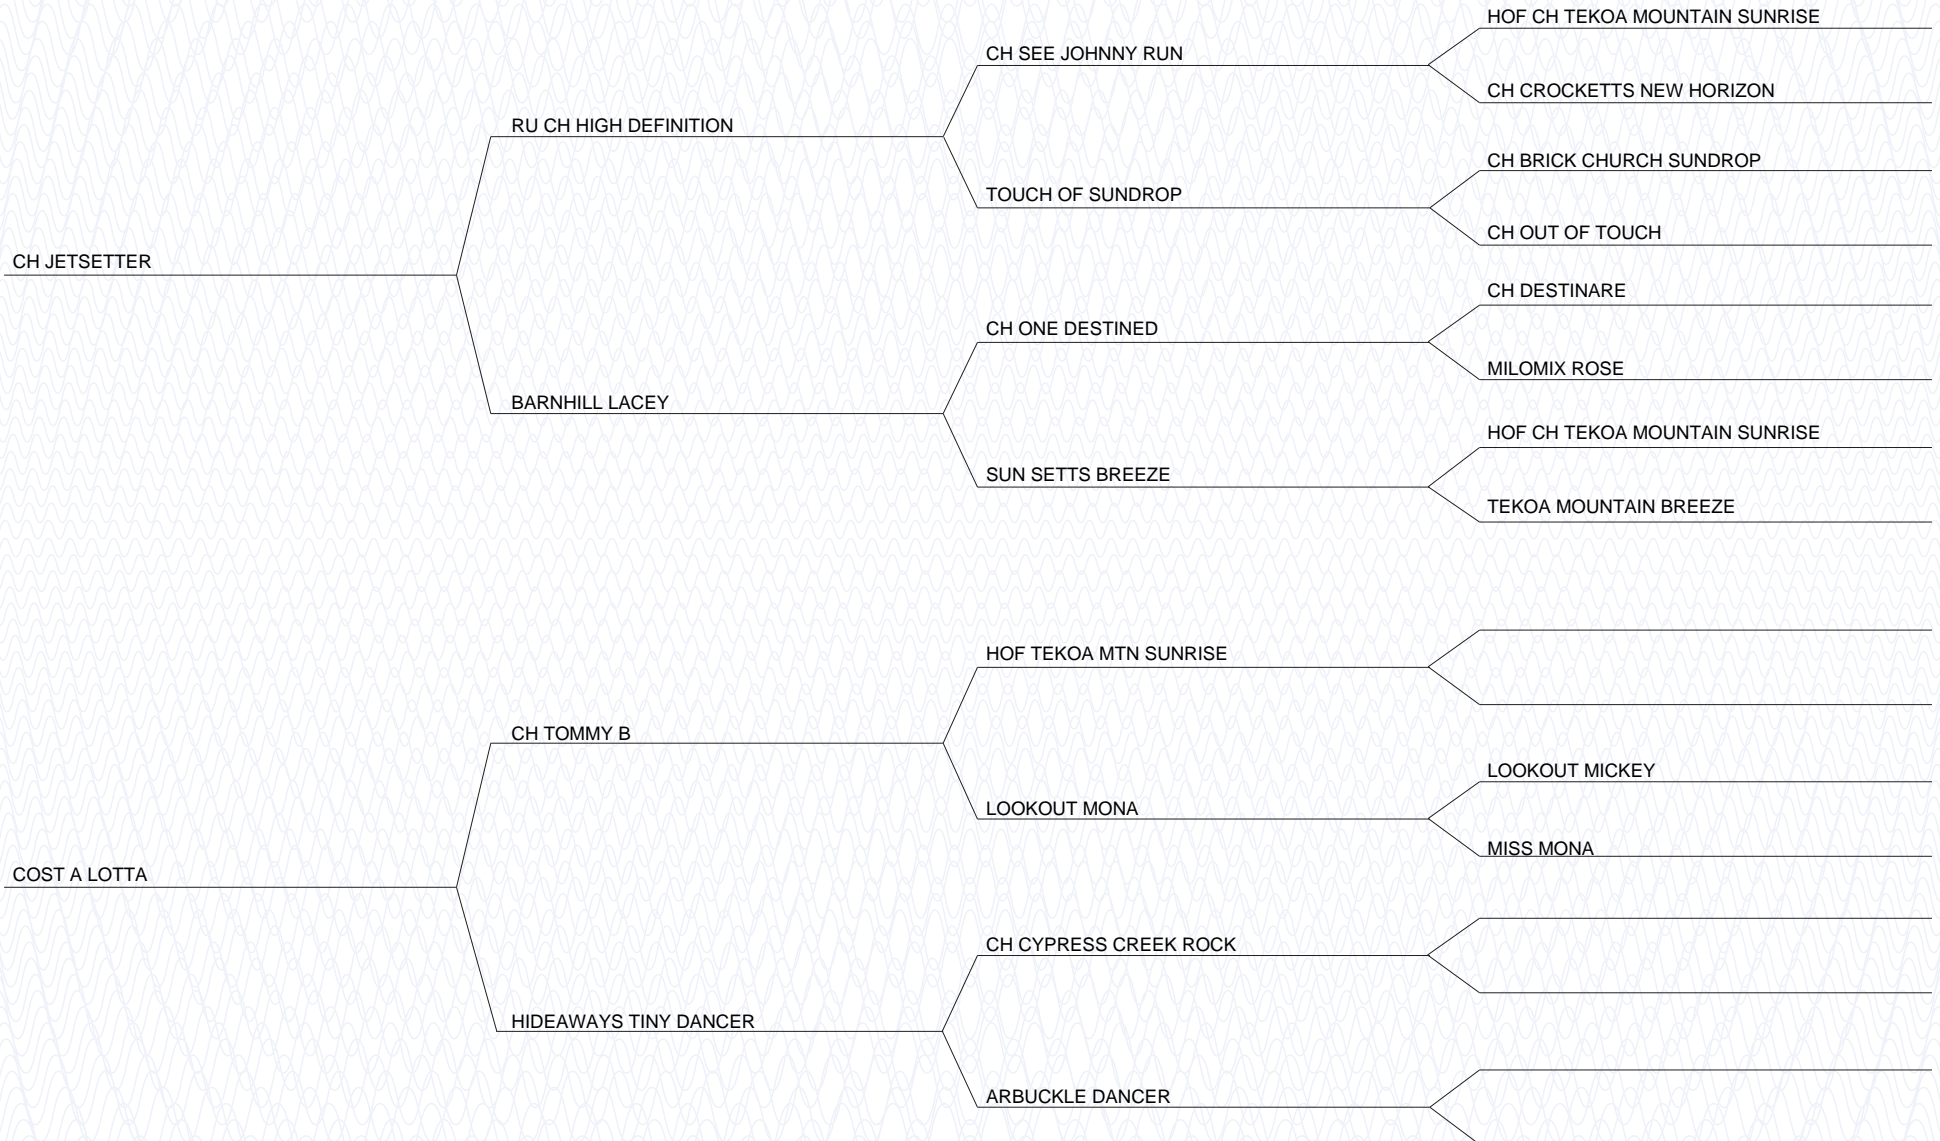 HOF CH TEKOA MOUNTAIN SUNRISE
CH SEE JOHNNY RUN
CH CROCKETTS NEW HORIZON
RU CH HIGH DEFINITION
CH BRICK CHURCH SUNDROP
TOUCH OF SUNDROP
CH OUT OF TOUCH
CH JETSETTER
CH DESTINARE
CH ONE DESTINED
MILOMIX ROSE
BARNHILL LACEY
HOF CH TEKOA MOUNTAIN SUNRISE
SUN SETTS BREEZE
TEKOA MOUNTAIN BREEZE
HOF TEKOA MTN SUNRISE
CH TOMMY B
LOOKOUT MICKEY
LOOKOUT MONA
MISS MONA
COST A LOTTA
CH CYPRESS CREEK ROCK
HIDEAWAYS TINY DANCER
ARBUCKLE DANCER